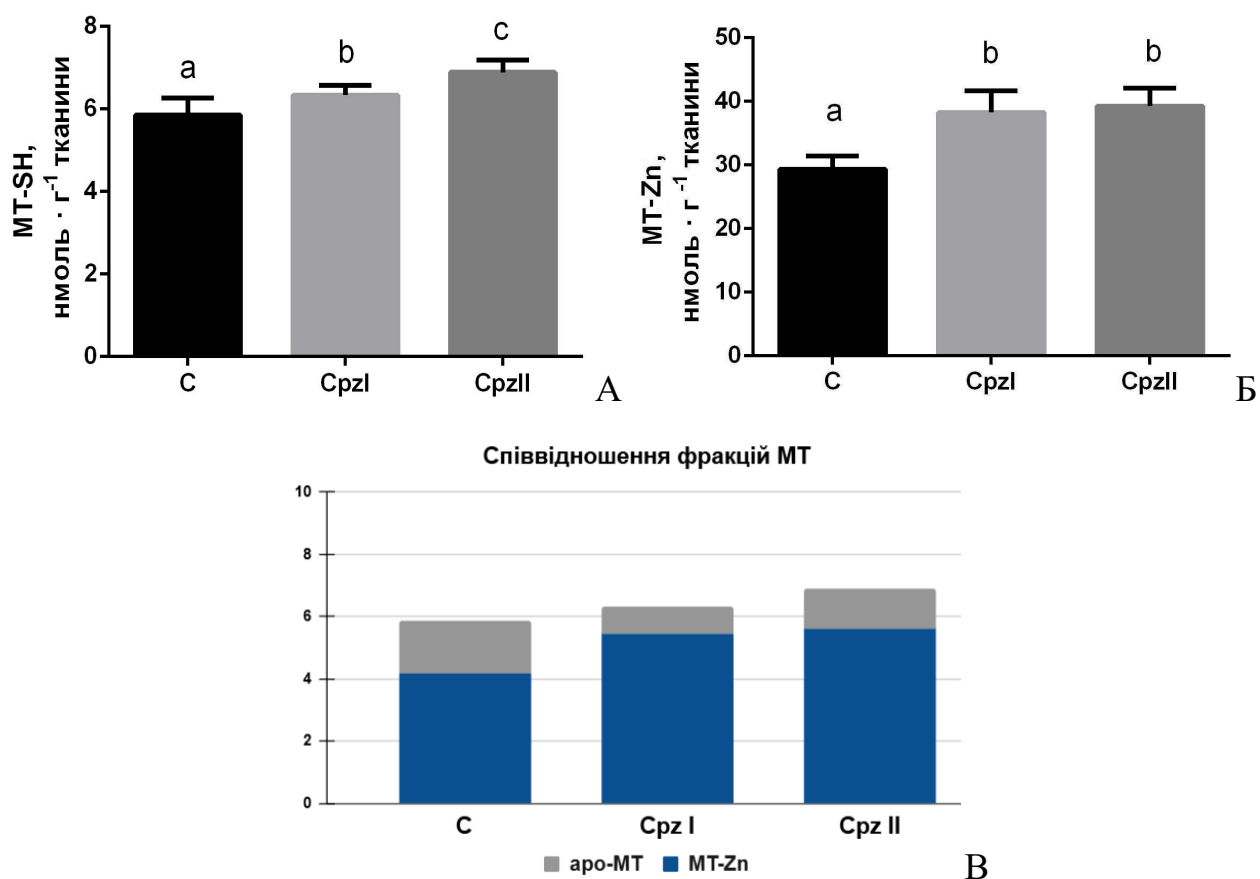 MT-SH,
нмоль · г⁻¹ тканини
8
6
4
2
0
a
b
c
C
CpzI
CpzII
А
MT-Zn,
нмоль · г ⁻¹ тканини
50
40
30
20
10
0
a
b
b
C
CpzI
CpzII
Б
Співвідношення фракцій МТ
10
8
6
4
2
0
C
Cpz I
Cpz II
apo-MT MT-Zn
В